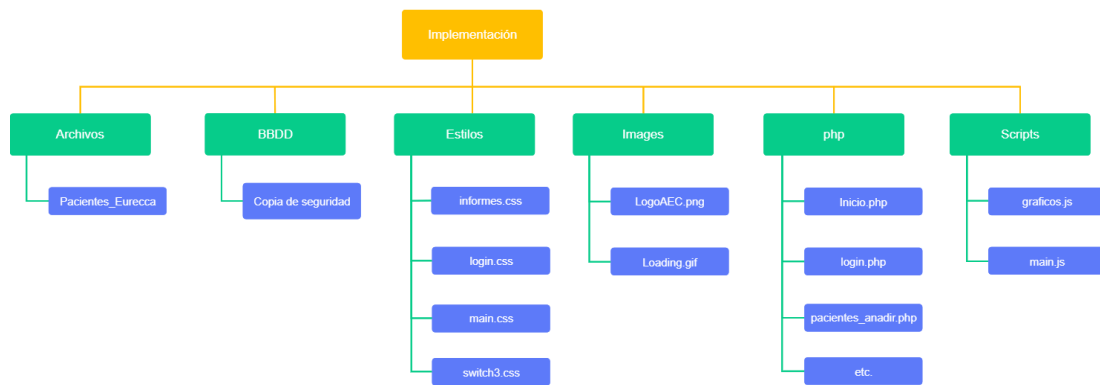 Implementación
Archivos
BBDD
Estilos
Images
php
Scripts
Pacientes_Eurecca
Copia de seguridad
informes.css
login.css
main.css
switch3.css
LogoAEC.png
Loading.gif
Inicio.php
login.php
pacientes_anadir.php
etc.
graficos.js
main.js